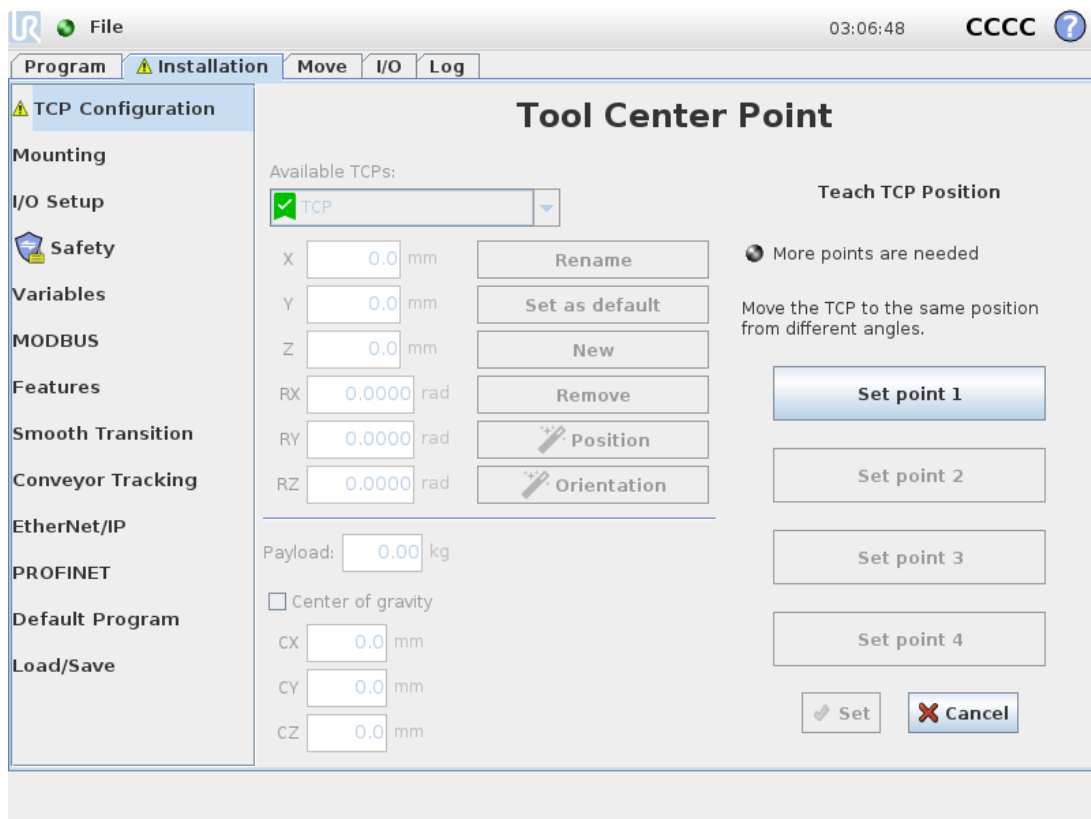 UR File 03:06:48 CCCC ?
Program Installation Move I/O Log
TCP Configuration
Mounting
I/O Setup
Safety
Variables
MODBUS
Features
Smooth Transition
Conveyor Tracking
EtherNet/IP
PROFINET
Default Program
Load/Save
Tool Center Point
Available TCPs:
TCP
X 0.0 mm Rename
Y 0.0 mm Set as default
Z 0.0 mm New
RX 0.0000 rad Remove
RY 0.0000 rad Position
RZ 0.0000 rad Orientation
Payload: 0.00 kg
Center of gravity
CX 0.0 mm
CY 0.0 mm
CZ 0.0 mm
Teach TCP Position
More points are needed
Move the TCP to the same position
from different angles.
Set point 1
Set point 2
Set point 3
Set point 4
Set Cancel